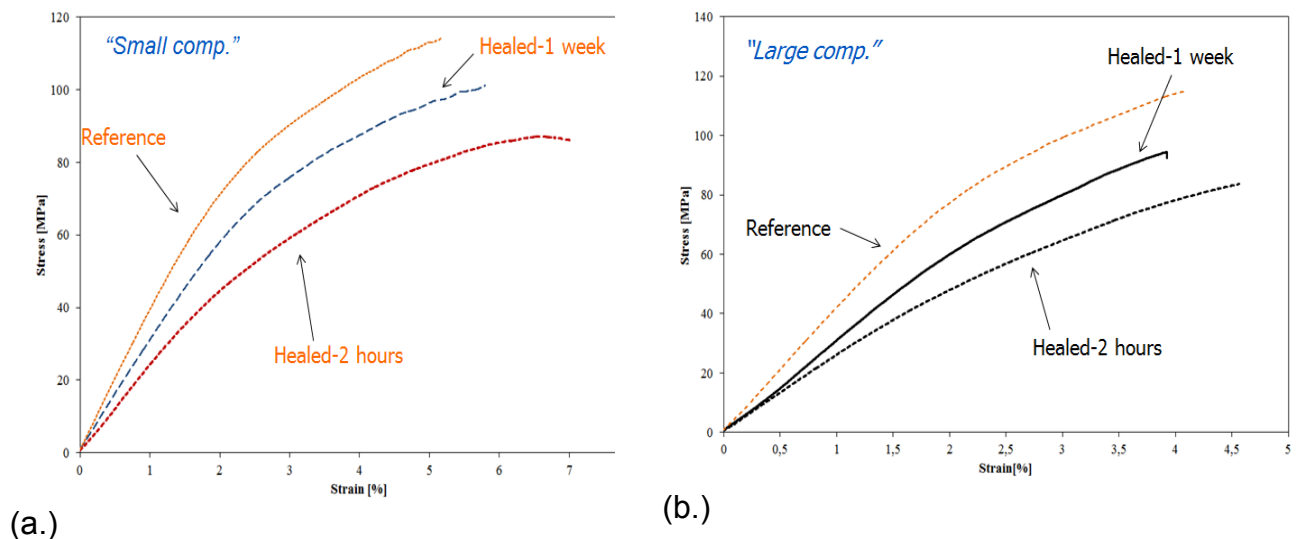 “Small comp.”
Healed-1 week
Reference
Healed-2 hours
Stress [MPa]
120
100
80
60
40
20
0
0 1 2 3 4 5 6 7
Strain [%]
(a.)
"Large comp."
Healed-1 week
Reference
Healed-2 hours
Stress [MPa]
140
120
100
80
60
40
20
0
0 0,5 1 1,5 2 2,5 3 3,5 4 4,5 5
Strain[%]
(b.)